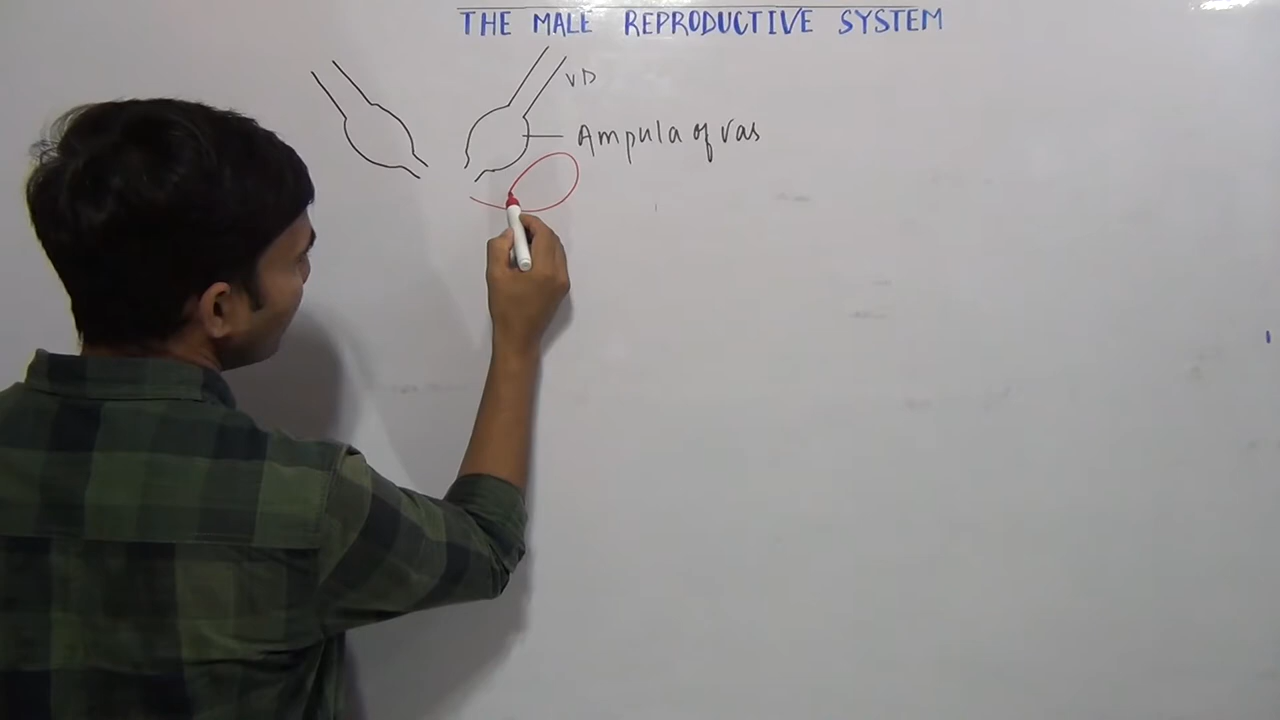 THE MALE REPRODUCTIVE SYSTEM
VD
Ampula of vas